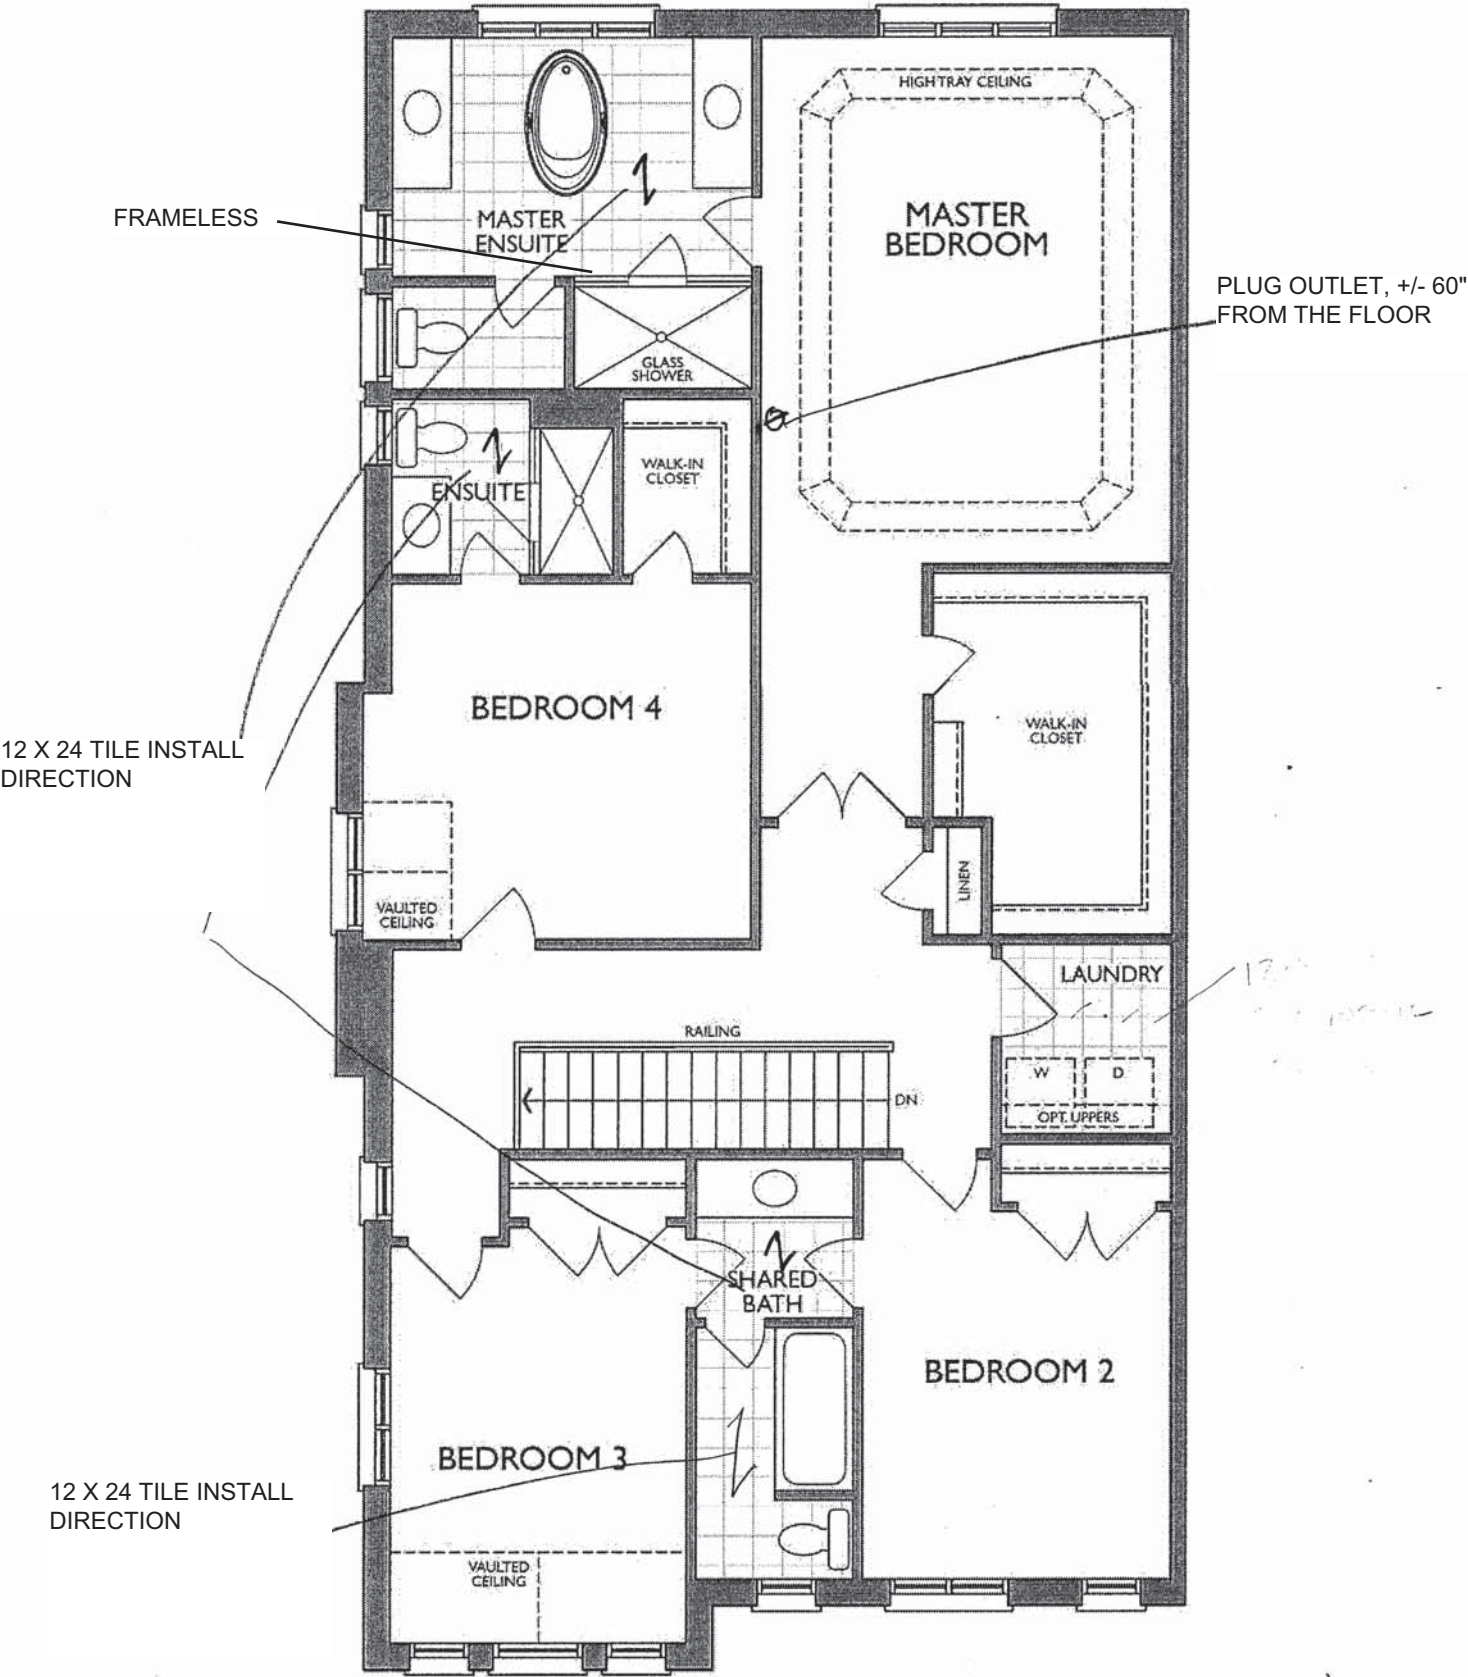 HIGH TRAY CEILING
MASTER
BEDROOM
MASTER
ENSUITE
FRAMELESS
PLUG OUTLET, +/- 60"
FROM THE FLOOR
GLASS
SHOWER
WALK-IN
CLOSET
ENSUITE
BEDROOM 4
WALK-IN
CLOSET
12 X 24 TILE INSTALL
DIRECTION
LINEN
VAULTED
CEILING
LAUNDRY
RAILING
W
D
DN
OPT. UPPERS
SHARED
BATH
BEDROOM 2
BEDROOM 3
12 X 24 TILE INSTALL
DIRECTION
VAULTED
CEILING